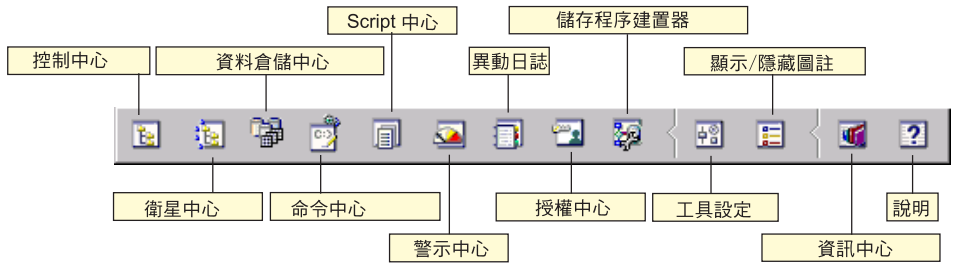 Script 中心
儲存程序建置器
控制中心
資料倉儲中心
異動日誌
顯示/隱藏圖註
衛星中心
命令中心
授權中心
工具設定
說明
警示中心
資訊中心